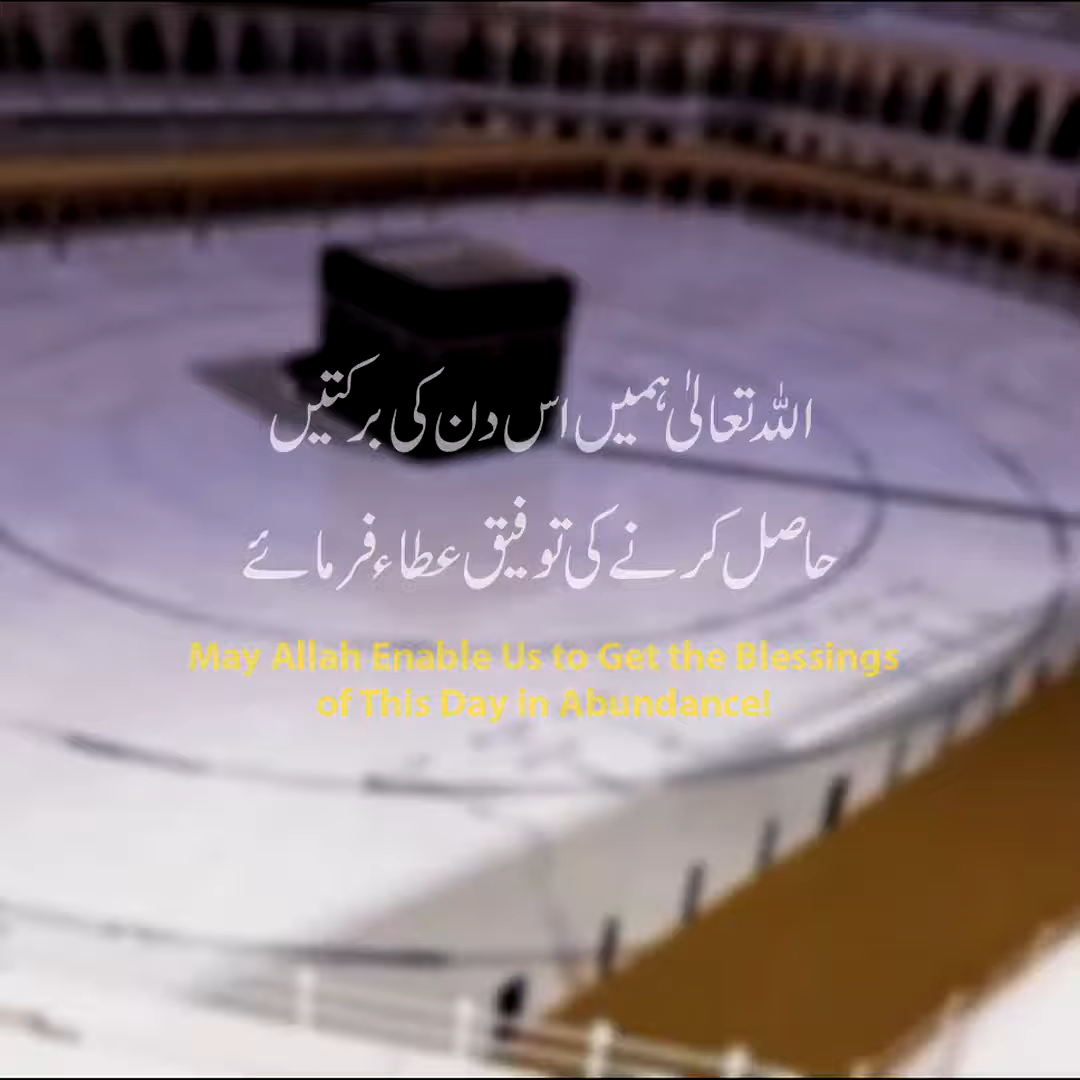 اللہ تعالیٰ ہمیں اس دن کی برکتیں
حاصل کرنے کی توفیق عطاء فرمائے
May Allah Enable Us to Get the Blessings
of This Day in Abundance!